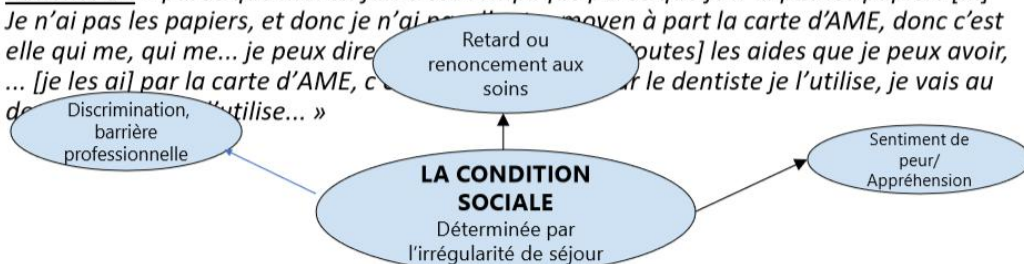 Je n'ai pas les papiers, et donc je n'ai moyen à part la carte d'AME, donc c'est
elle qui me, qui me... je peux dire toutes] les aides que je peux avoir,
... [je les ai] par la carte d'AME, c' le dentiste je l'utilise, je vais au
utilise... »
Retard ou
renoncement aux
soins
Discrimination,
barrière
professionnelle
Sentiment de
peur/
Appréhension
LA CONDITION
SOCIALE
Déterminée par
l'irrégularité de séjour